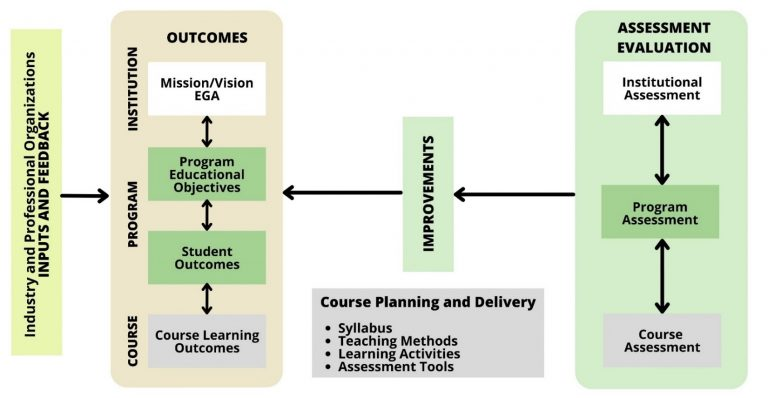 Industry and Professional Organizations
INPUTS AND FEEDBACK
OUTCOMES
INSTITUTION
Mission/Vision
EGA
PROGRAM
Program
Educational
Objectives
Student
Outcomes
COURSE
Course Learning
Outcomes
IMPROVEMENTS
Course Planning and Delivery
• Syllabus
• Teaching Methods
• Learning Activities
• Assessment Tools
ASSESSMENT
EVALUATION
Institutional
Assessment
Program
Assessment
Course
Assessment